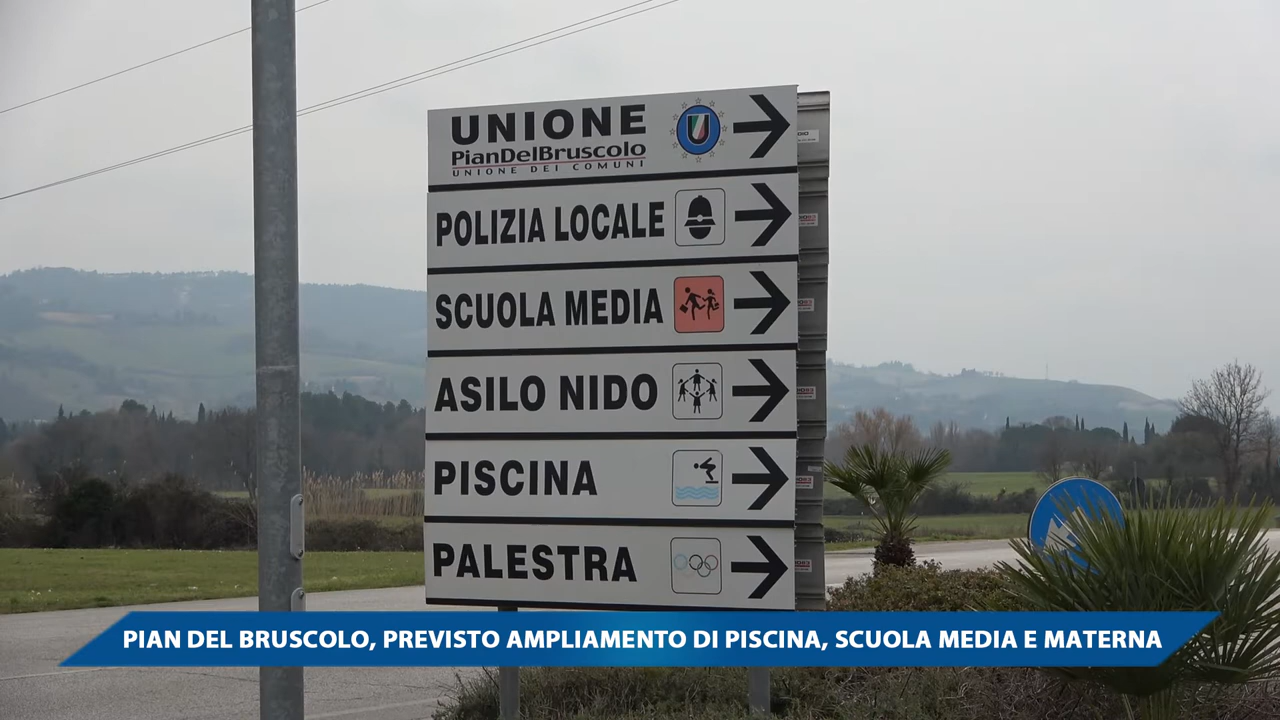 UNIONE
PianDelBruscolo
UNIONE DEI COMUNI
POLIZIA LOCALE
SCUOLA MEDIA
ASILO NIDO
PISCINA
PALESTRA
PIAN DEL BRUSCOLO, PREVISTO AMPLIAMENTO DI PISCINA, SCUOLA MEDIA E MATERNA